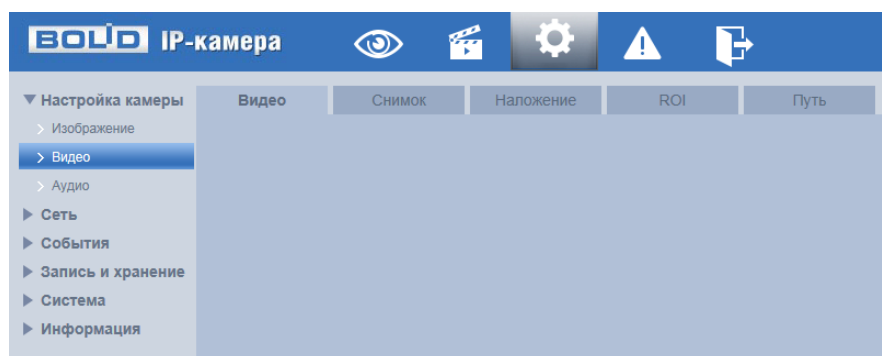 BOLID IP-камера
Настройка камеры
Видео Снимок Наложение ROI Путь
Изображение
Видео
Аудио
Сеть
События
Запись и хранение
Система
Информация